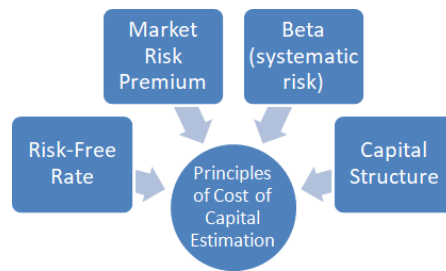 Market
Risk
Premium
Beta
(systematic
risk)
Risk-Free
Rate
Principles
of Cost of
Capital
Estimation
Capital
Structure